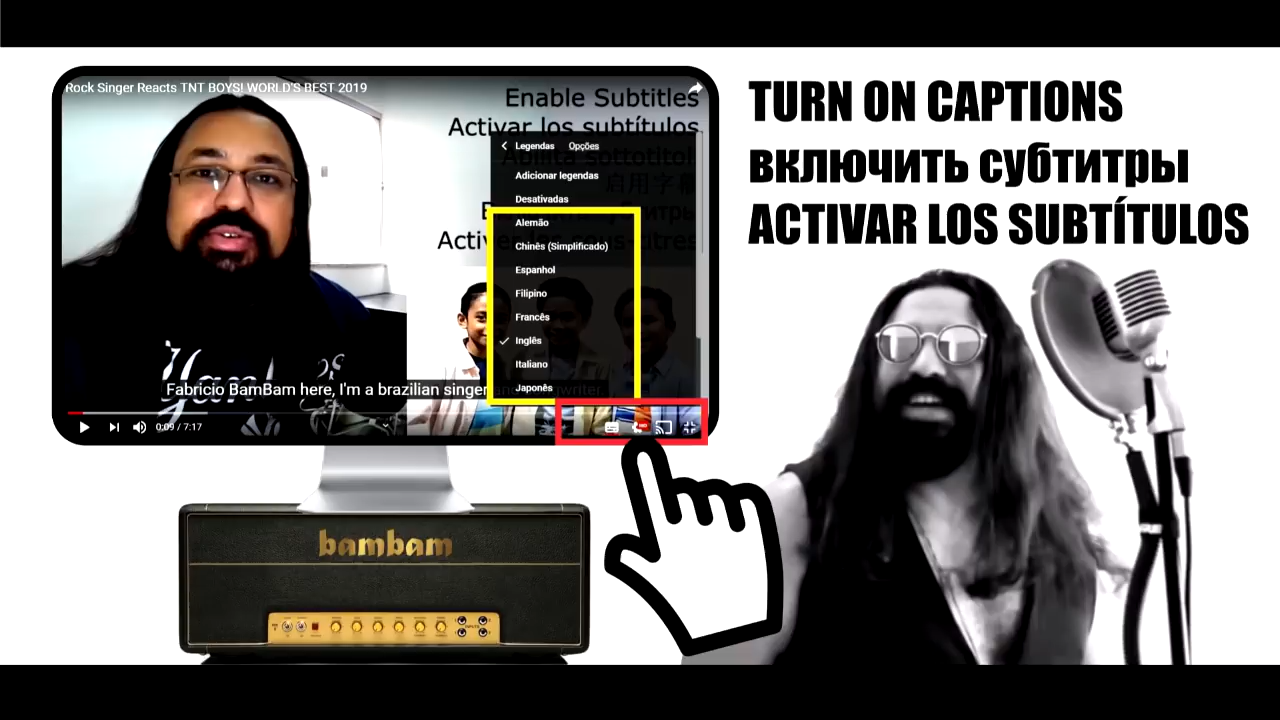 Rock Singer Reacts TNT BOYS! WORLD'S BEST 2019
Enable Subtitles
Activar los subtítulos
Legendas Opções
Adicionar legendas
Desativadas
Alemão
Chinês (Simplificado)
Espanhol
Filipino
Francês
Inglês
Italiano
Japonês
Fabricio BamBam here, I'm a brazilian singer
0:09 / 7:17
TURN ON CAPTIONS
включить субтитры
ACTIVAR LOS SUBTÍTULOS
bambam